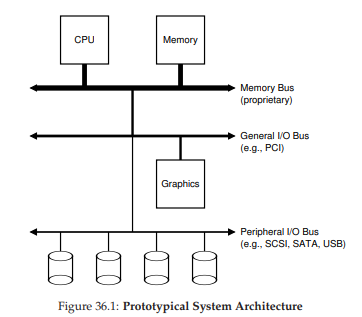 CPU
Memory
Memory Bus
(proprietary)
General I/O Bus
(e.g., PCI)
Graphics
Peripheral I/O Bus
(e.g., SCSI, SATA, USB)
Figure 36.1: Prototypical System Architecture